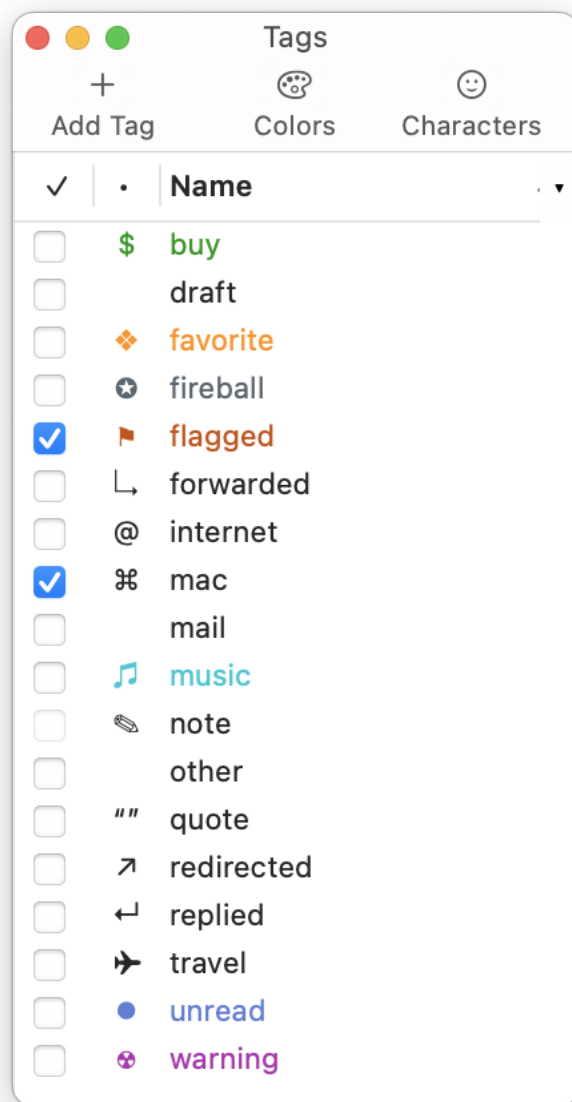 Tags
Add Tag Colors Characters
Name
$ buy
draft
favorite
fireball
flagged
forwarded
@ internet
⌘ mac
mail
music
note
other
“” quote
redirected
replied
travel
unread
warning